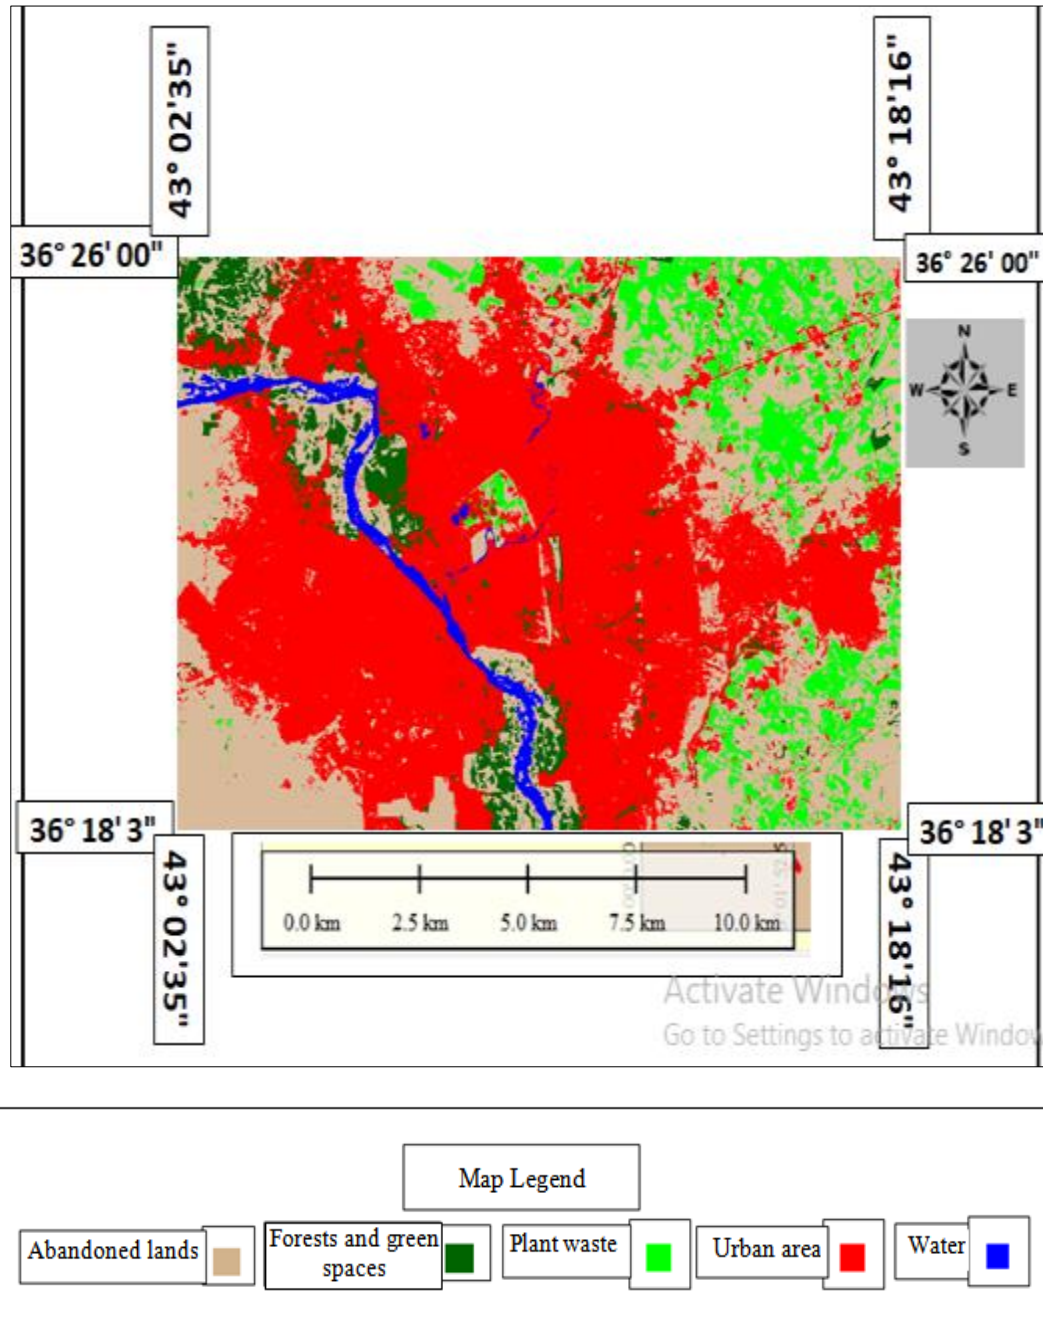 43° 02'35"
43° 18'16"
36° 26' 00"
36° 26' 00"
N
W
E
S
36° 18' 3"
36° 18' 3"
0.0 km 2.5 km 5.0 km 7.5 km 10.0 km
43° 02'35"
43° 18'16"
Activate Windows
Go to Settings to activate Window
Map Legend
Abandoned lands
Forests and green
spaces
Plant waste
Urban area
Water